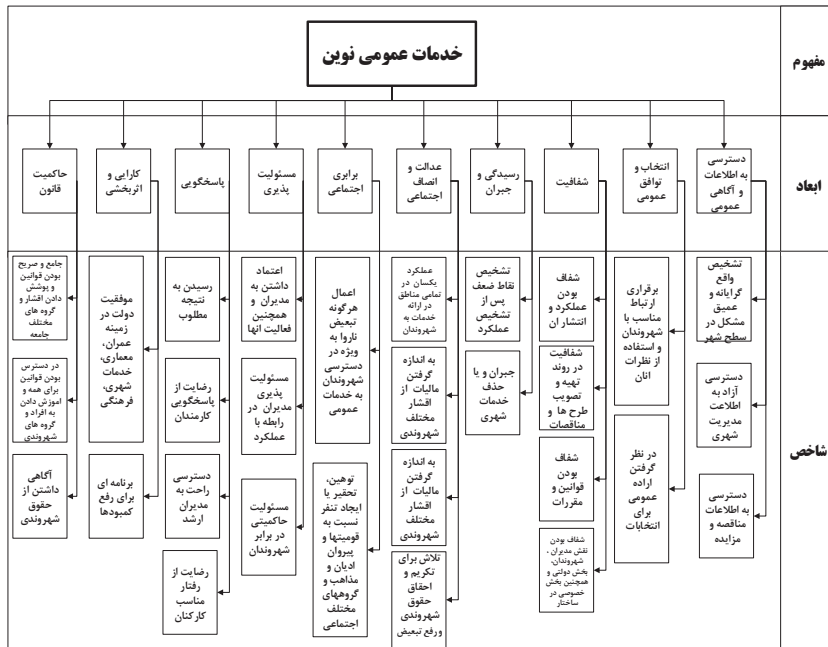 مفهوم
خدمات عمومی نوین
ابعاد
دسترسی
به اطلاعات
و آگاهی
عمومی
انتخاب و
توافق
عمومی
شفافیت
رسیدگی و
جبران
عدالت و
انصاف
اجتماعی
برابری
اجتماعی
مسئولیت
پذیری
پاسخگویی
کارایی و
اثربخشی
حاکمیت
قانون
شاخص
تشخیص
واقع
گرایانه و
عمیق
مشکل در
سطح شهر
دسترسی
آزاد به
اطلاعت
مدیریت
شهری
دسترسی
به اطلاعات
مناقصه و
مزایده
برقراری
ارتباط
مناسب با
شهروندان
و استفاده
از نظرات
انان
در نظر
گرفتن
اراده
عمومی
برای
انتخابات
شفاف
بودن
عملکرد و
انتشار ان
شفافیت
در روند
تهیه و
تصویب
طرح ها و
مناقصات
شفاف
بودن
قوانین و
مقررات
شفاف بودن
نقش مدیران ،
شهروندان،
بخش دولتی و
همچنین بخش
خصوصی در
ساختار
تشخیص
نقاط ضعف
پس از
تشخیص
عملکرد
جبران و یا
حذف
خدمات
شهری
عملکرد
یکسان در
تمامی مناطق
در ارائه
خدمات به
شهروندان
به اندازه
گرفتن
مالیات از
اقشار
مختلف
شهروندی
به اندازه
گرفتن
مالیات از
اقشار
مختلف
شهروندی
تلاش برای
تکریم و
احقاق
حقوق
شهروندی
ورفع تبعیض
اعمال
هرگونه
تبعیض
ناروا به
ویژه در
دسترسی
شهروندان
به خدمات
عمومی
توهین،
تحقیر یا
ایجاد تنفر
نسبت به
قومیتها و
پیروان
ادیان و
مذاهب و
گروههای
مختلف
اجتماعی
اعتماد
داشتن به
مدیران و
همچنین
فعالیت انها
مسئولیت
پذیری
مدیران در
رابطه با
عملکرد
مسئولیت
حاکمیتی
در برابر
شهروندان
رسیدن به
نتیجه
مطلوب
رضایت از
پاسخگویی
کارمندان
دسترسی
راحت به
مدیران
ارشد
رضایت از
رفتار
مناسب
کارکنان
موفقیت
دولت در
زمینه
عمران،
معماری،
خدمات
شهری،
فرهنگی
برنامه ای
برای رفع
کمبودها
جامع و صریح
بودن قوانین
و پوشش
دادن اقشار و
گروه های
مختلف
جامعه
در دسترس
بودن قوانین
برای همه و
اموزش دادن
به افراد و
گروه های
شهروندی
آگاهی
داشتن از
حقوق
شهروندی